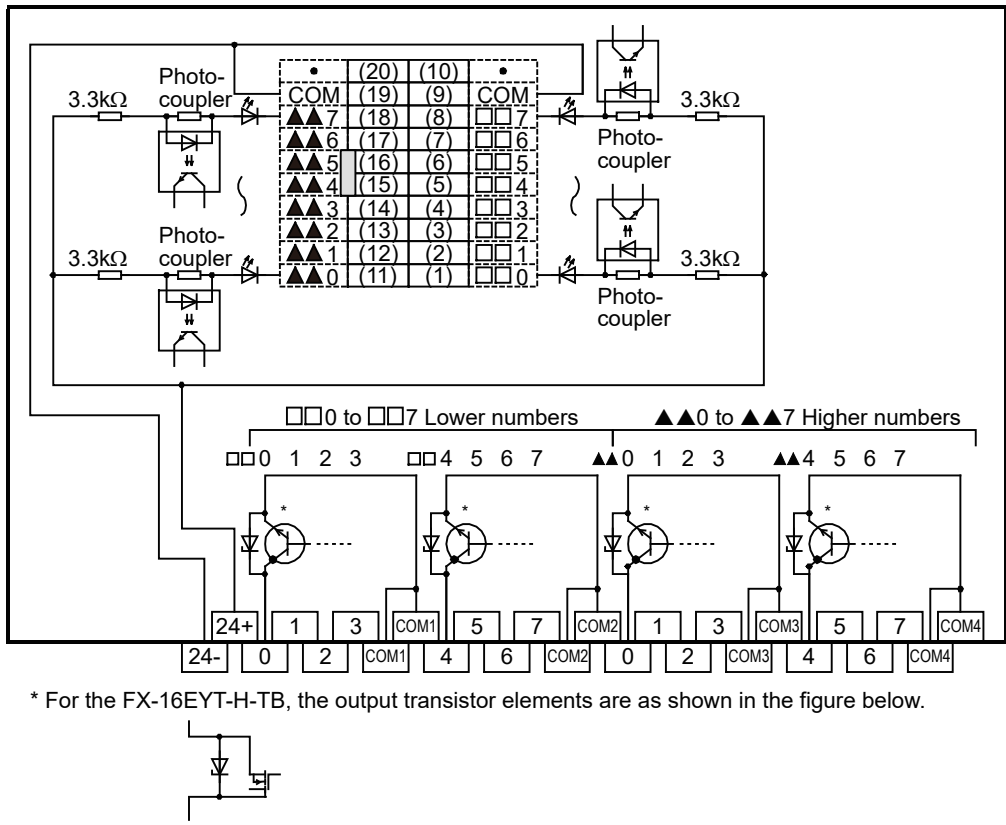 • (20) (10) •
COM (19) (9) COM
▲▲7 (18) (8) □□7
▲▲6 (17) (7) □□6
▲▲5 (16) (6) □□5
▲▲4 (15) (5) □□4
▲▲3 (14) (4) □□3
▲▲2 (13) (3) □□2
▲▲1 (12) (2) □□1
▲▲0 (11) (1) □□0
3.3kΩ
Photo-
coupler
3.3kΩ
Photo-
coupler
Photo-
coupler
3.3kΩ
Photo-
coupler
3.3kΩ
□□0 to □□7 Lower numbers ▲▲0 to ▲▲7 Higher numbers
□□0 1 2 3 □□4 5 6 7 ▲▲0 1 2 3 ▲▲4 5 6 7
* * * *
24+ 1 3 COM1 5 7 COM2 1 3 COM3 5 7 COM4
24- 0 2 COM1 4 6 COM2 0 2 COM3 4 6 COM4
* For the FX-16EYT-H-TB, the output transistor elements are as shown in the figure below.